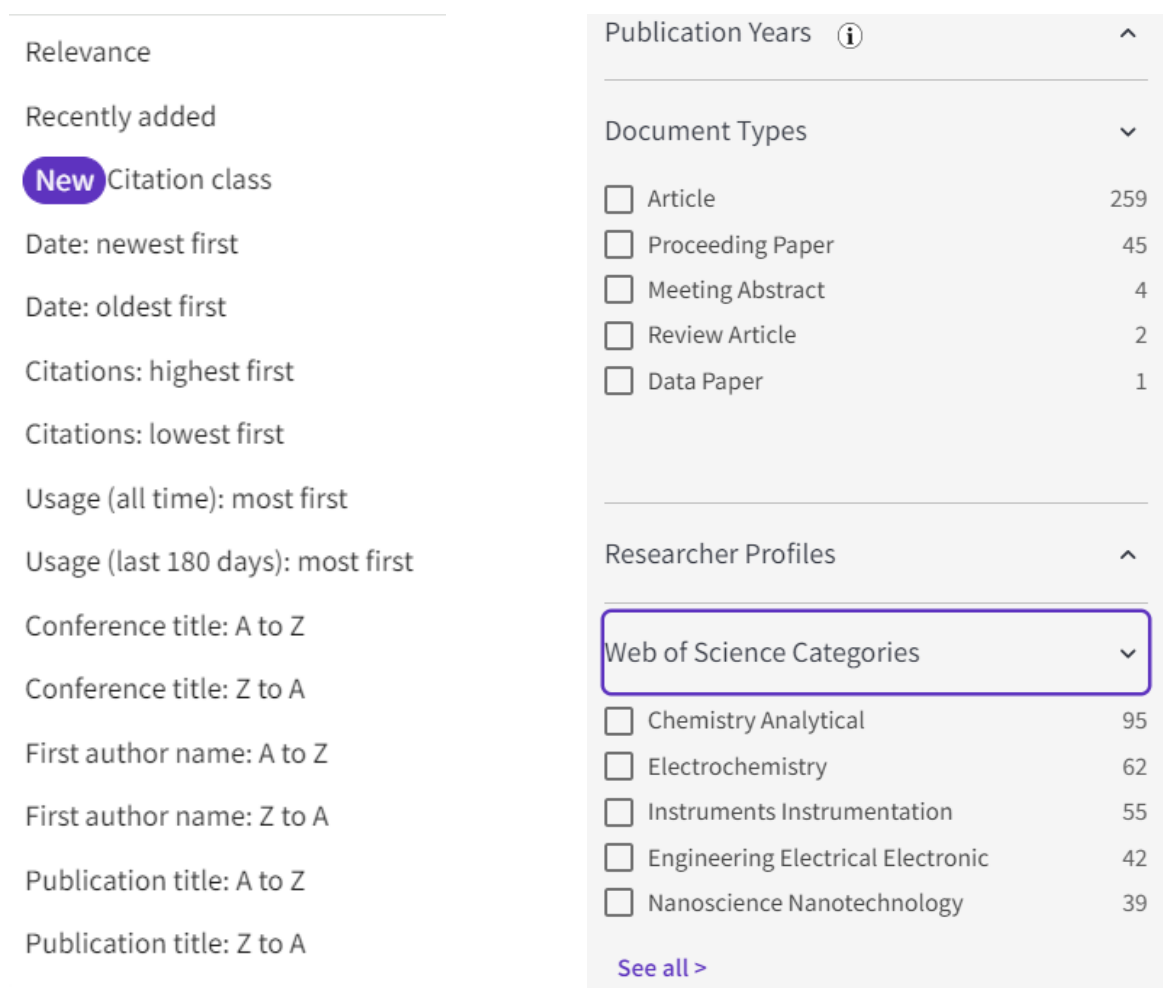 Relevance
Recently added
New Citation class
Date: newest first
Date: oldest first
Citations: highest first
Citations: lowest first
Usage (all time): most first
Usage (last 180 days): most first
Conference title: A to Z
Conference title: Z to A
First author name: A to Z
First author name: Z to A
Publication title: A to Z
Publication title: Z to A
Publication Years i
Document Types
Article 259
Proceeding Paper 45
Meeting Abstract 4
Review Article 2
Data Paper 1
Researcher Profiles
Web of Science Categories
Chemistry Analytical 95
Electrochemistry 62
Instruments Instrumentation 55
Engineering Electrical Electronic 42
Nanoscience Nanotechnology 39
See all >